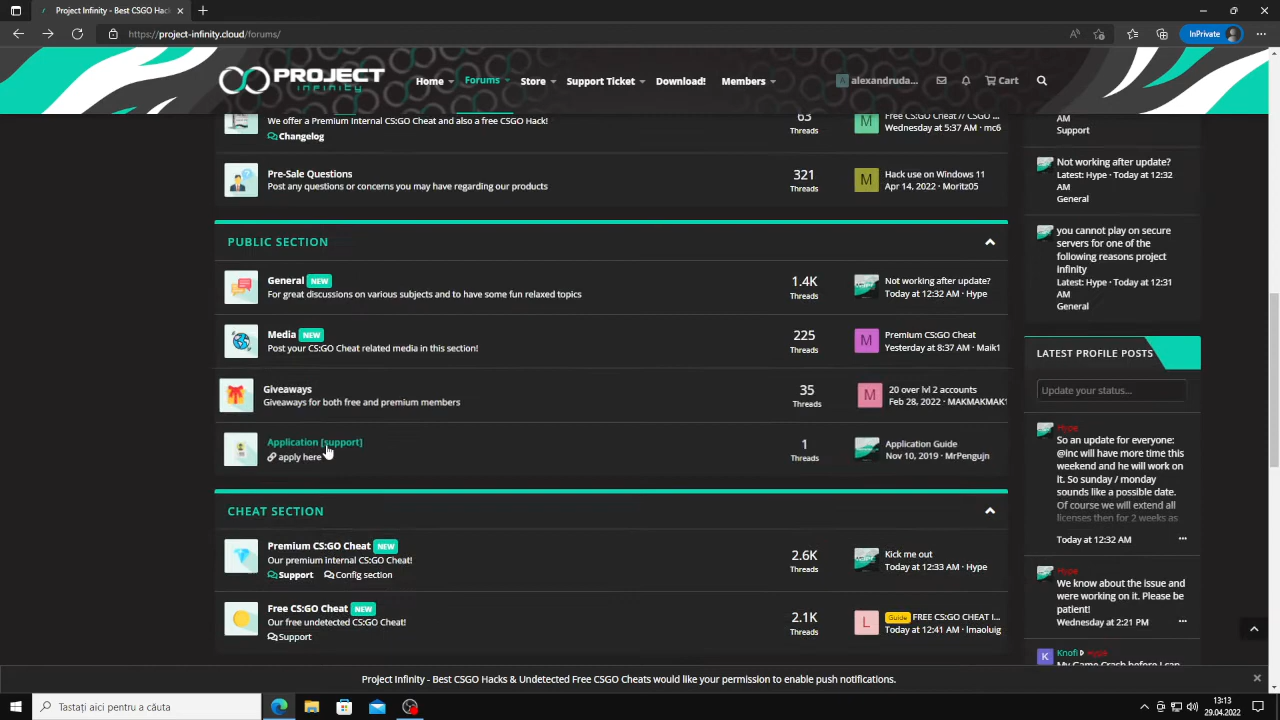 Project Infinity - Best CSGO Hac
https://project-infinity.cloud/forums/
InPrivate
PROJECT
INFINITY
Home
Forums
Store
Support Ticket
Download!
Members
A
alexandruda...
Cart
We offer a Premium Internal CS:GO Cheat and also a free CSGO Hack!
Changelog
63
Threads
M
Free CS:GO Cheat // CSGO ...
Wednesday at 5:37 AM · mc6
Pre-Sale Questions
Post any questions or concerns you may have regarding our products
321
Threads
M
Hack use on Windows 11
Apr 14, 2022 · Moritz05
PUBLIC SECTION
General NEW
For great discussions on various subjects and to have some fun relaxed topics
1.4K
Threads
Not working after update?
Today at 12:32 AM · Hype
Media NEW
Post your CS:GO Cheat related media in this section!
225
Threads
M
Premium CS:GO Cheat
Yesterday at 8:37 AM · Maik1
Giveaways
Giveaways for both free and premium members
35
Threads
M
20 over lvl 2 accounts
Feb 28, 2022 · MAKMAKMAK1
Application [support]
apply here
1
Threads
Application Guide
Nov 10, 2019 · MrPengujn
CHEAT SECTION
Premium CS:GO Cheat NEW
Our premium internal CS:GO Cheat!
Support Config section
2.6K
Threads
Kick me out
Today at 12:33 AM · Hype
Free CS:GO Cheat NEW
Our free undetected CS:GO Cheat!
Support
2.1K
Threads
L
Guide FREE CS:GO CHEAT I...
Today at 12:41 AM · lmaoluig
AM
Support
Not working after update?
Latest: Hype · Today at 12:32
AM
General
you cannot play on secure
servers for one of the
following reasons project
infinity
Latest: Hype · Today at 12:31
AM
General
LATEST PROFILE POSTS
Update your status...
Hype
So an update for everyone:
@inc will have more time this
weekend and he will work on
it. So sunday / monday
sounds like a possible date.
Of course we will extend all
licenses then for 2 weeks as
Today at 12:32 AM
Hype
We know about the issue and
were working on it. Please be
patient!
Wednesday at 2:21 PM
K
Knofi Hype
My Game Crash before I can
Project Infinity - Best CSGO Hacks & Undetected Free CSGO Cheats would like your permission to enable push notifications.
Tastați aici pentru a căuta
13:13
29.04.2022